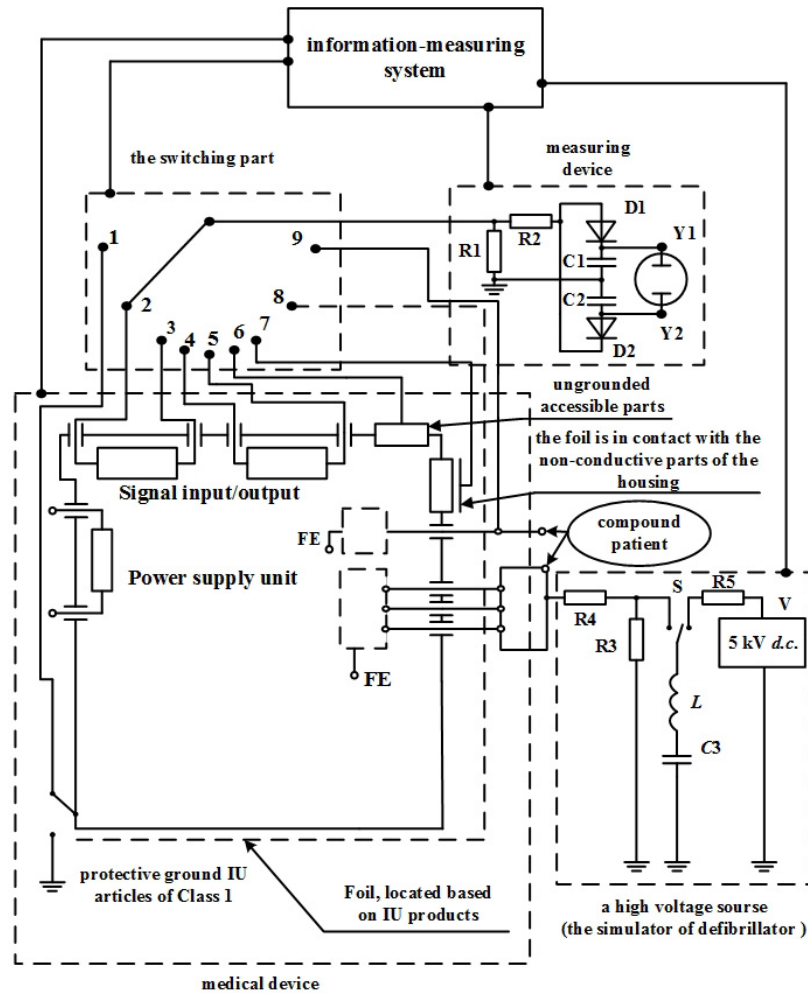 information-measuring
system
the switching part
measuring
device
1
2
3
4
5
6
7
8
9
R1
R2
D1
C1
C2
D2
Y1
Y2
ungrounded
accessible parts
the foil is in contact with the
non-conductive parts of the
housing
Signal input/output
Power supply unit
FE
FE
compound
patient
S
R5
V
R4
R3
5 kV d.c.
L
C3
protective ground IU
articles of Class 1
Foil, located based
on IU products
a high voltage sourse
(the simulator of defibrillator )
medical device